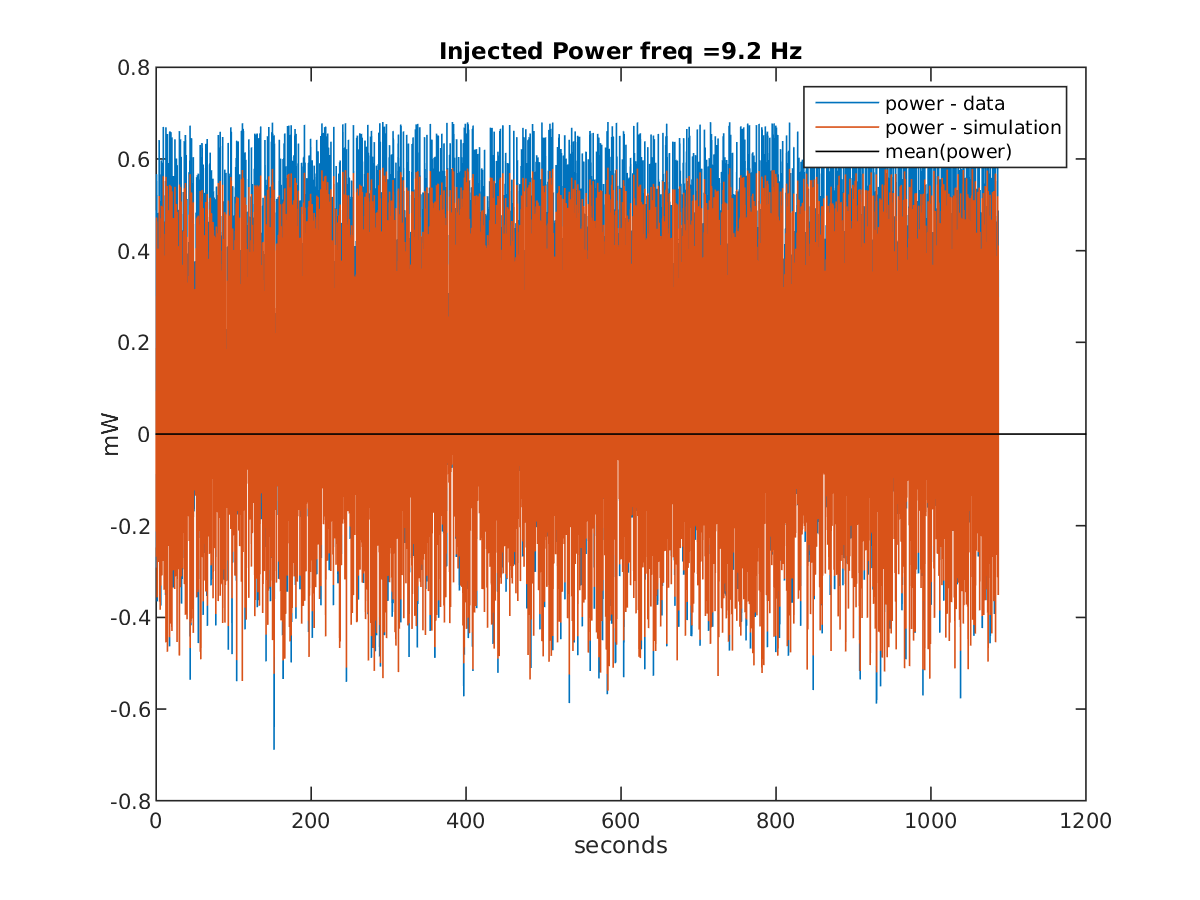 Injected Power freq =9.2 Hz
power - data
power - simulation
mean(power)
0.8
0.6
0.4
0.2
0
-0.2
-0.4
-0.6
-0.8
mW
0 200 400 600 800 1000 1200
seconds